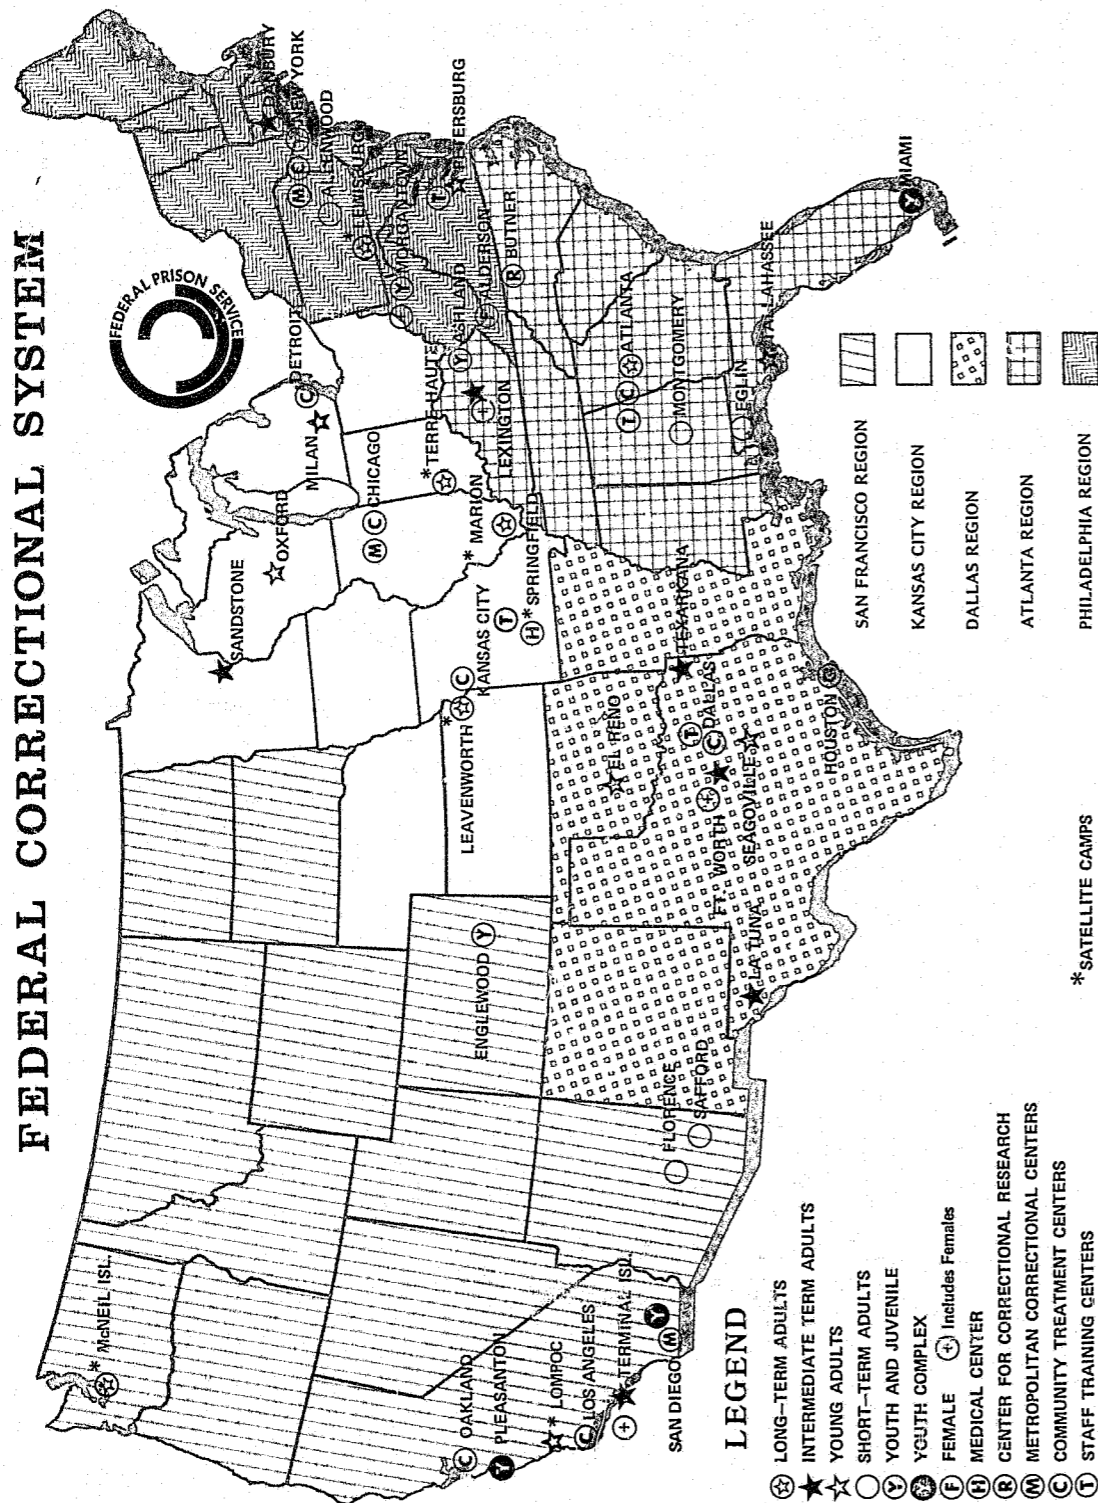 FEDERAL CORRECTIONAL SYSTEM
FEDERAL PRISON SERVICE
* McNEIL ISL.
SANDSTONE
OXFORD
MILAN
C DETROIT
M C CHICAGO
DANBURY
M C NEW YORK
ALLENWOOD
* LEWISBURG
Y MORGANTOWN
T
PETERSBURG
* TERRE HAUTE
Y ASHLAND
F ALDERSON
R BUTNER
LEXINGTON
* MARION
LEAVENWORTH *
C
KANSAS CITY
T
H * SPRINGFIELD
ENGLEWOOD Y
C OAKLAND
Y PLEASANTON
* LOMPOC
C LOS ANGELES
TERMINAL ISL.
SAN DIEGO M Y
FLORENCE
SAFFORD
LA TUNA
EL RENO
T
FT. WORTH
C DALLAS
SEAGOVILLE
TEXARKANA
HOUSTON C
T C ATLANTA
MONTGOMERY
EGLIN
TALLAHASSEE
Y MIAMI
LEGEND
LONG-TERM ADULTS
INTERMEDIATE TERM ADULTS
YOUNG ADULTS
SHORT-TERM ADULTS
Y YOUTH AND JUVENILE
Y YOUTH COMPLEX
F FEMALE + Includes Females
H MEDICAL CENTER
R CENTER FOR CORRECTIONAL RESEARCH
M METROPOLITAN CORRECTIONAL CENTERS
C COMMUNITY TREATMENT CENTERS
T STAFF TRAINING CENTERS
* SATELLITE CAMPS
SAN FRANCISCO REGION
KANSAS CITY REGION
DALLAS REGION
ATLANTA REGION
PHILADELPHIA REGION